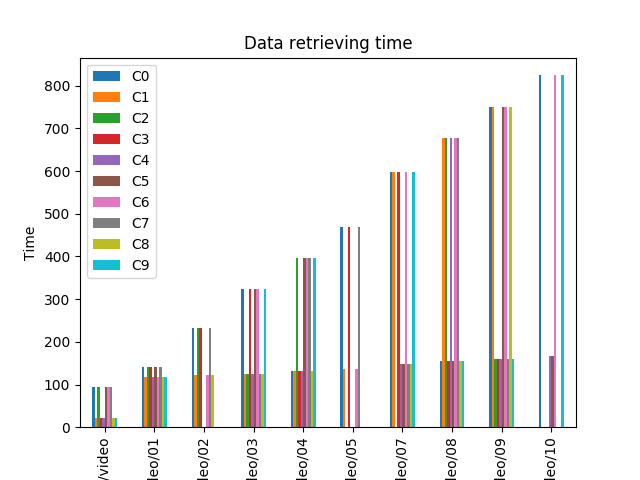 Data retrieving time
Time
800
700
600
500
400
300
200
100
0
C0
C1
C2
C3
C4
C5
C6
C7
C8
C9
/video
leo/01
leo/02
leo/03
leo/04
leo/05
leo/07
leo/08
leo/09
leo/10